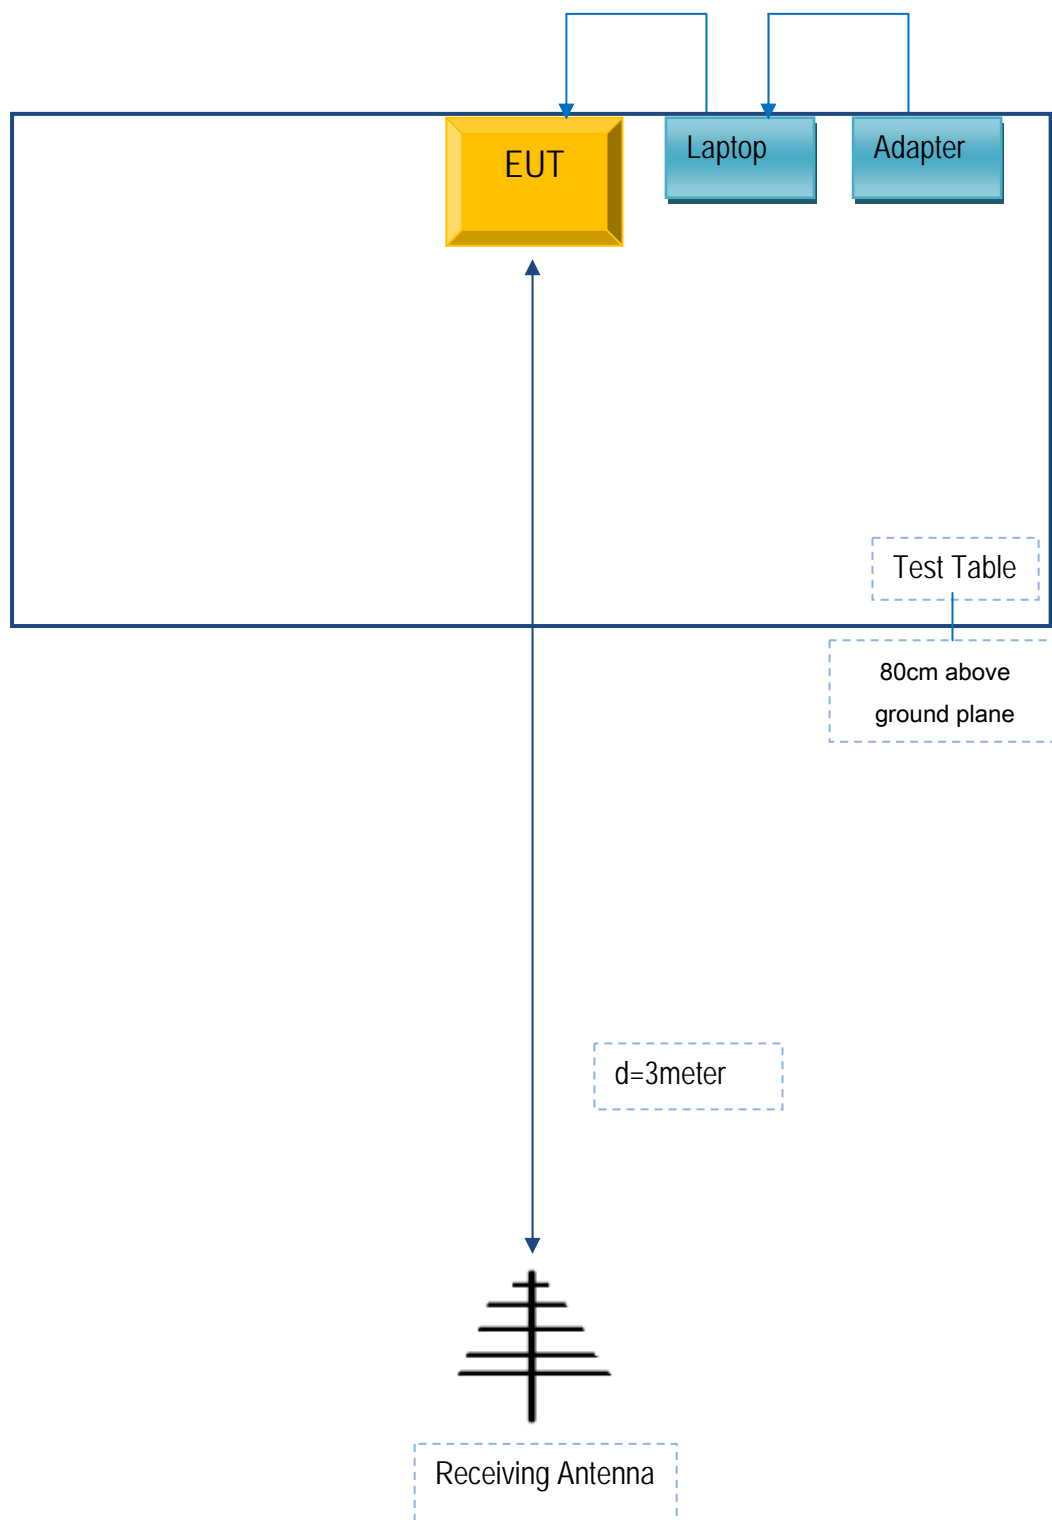 EUT
Laptop
Adapter
Test Table
80cm above
ground plane
d=3meter
Receiving Antenna